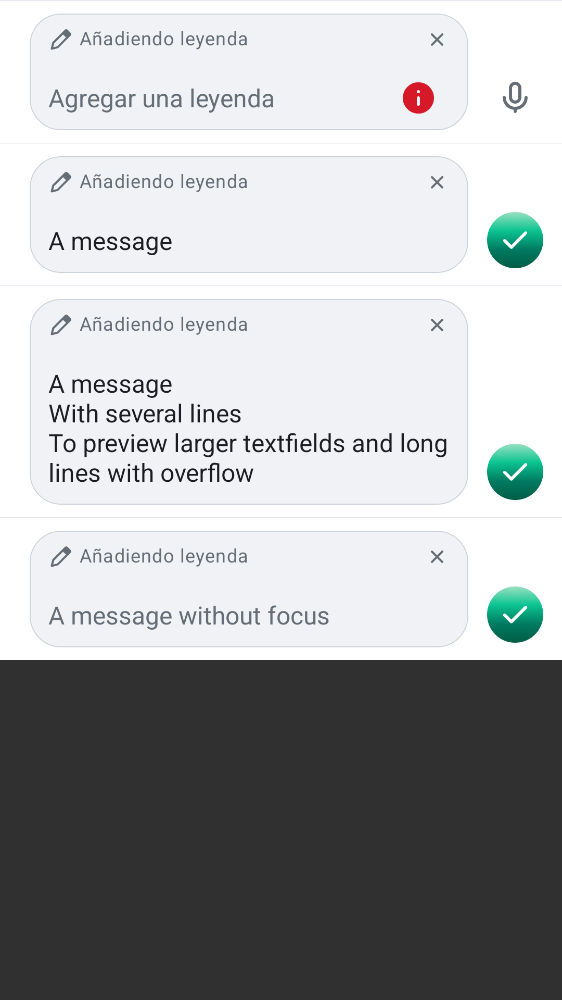 Añadiendo leyenda
Agregar una leyenda
Añadiendo leyenda
A message
Añadiendo leyenda
A message
With several lines
To preview larger textfields and long
lines with overflow
Añadiendo leyenda
A message without focus